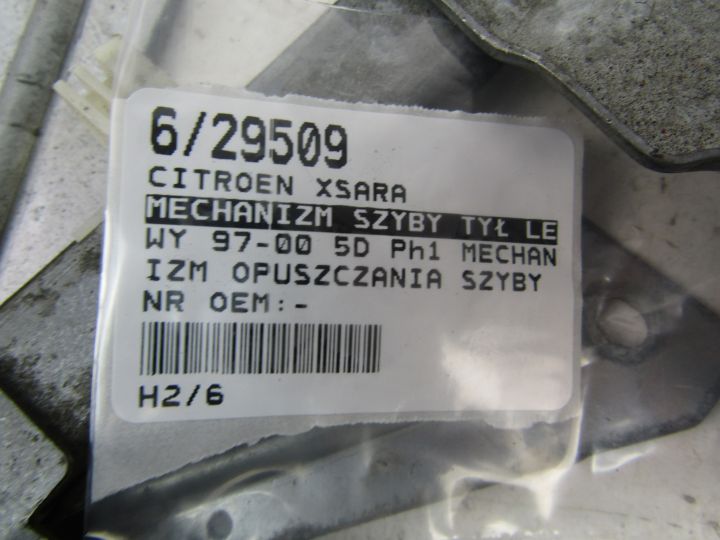 6/29509
CITROEN XSARA
MECHANIZM SZYBY TYŁ LE
WY 97-00 5D Ph1 MECHAN
IZM OPUSZCZANIA SZYBY
NR OEM:-
H2/6